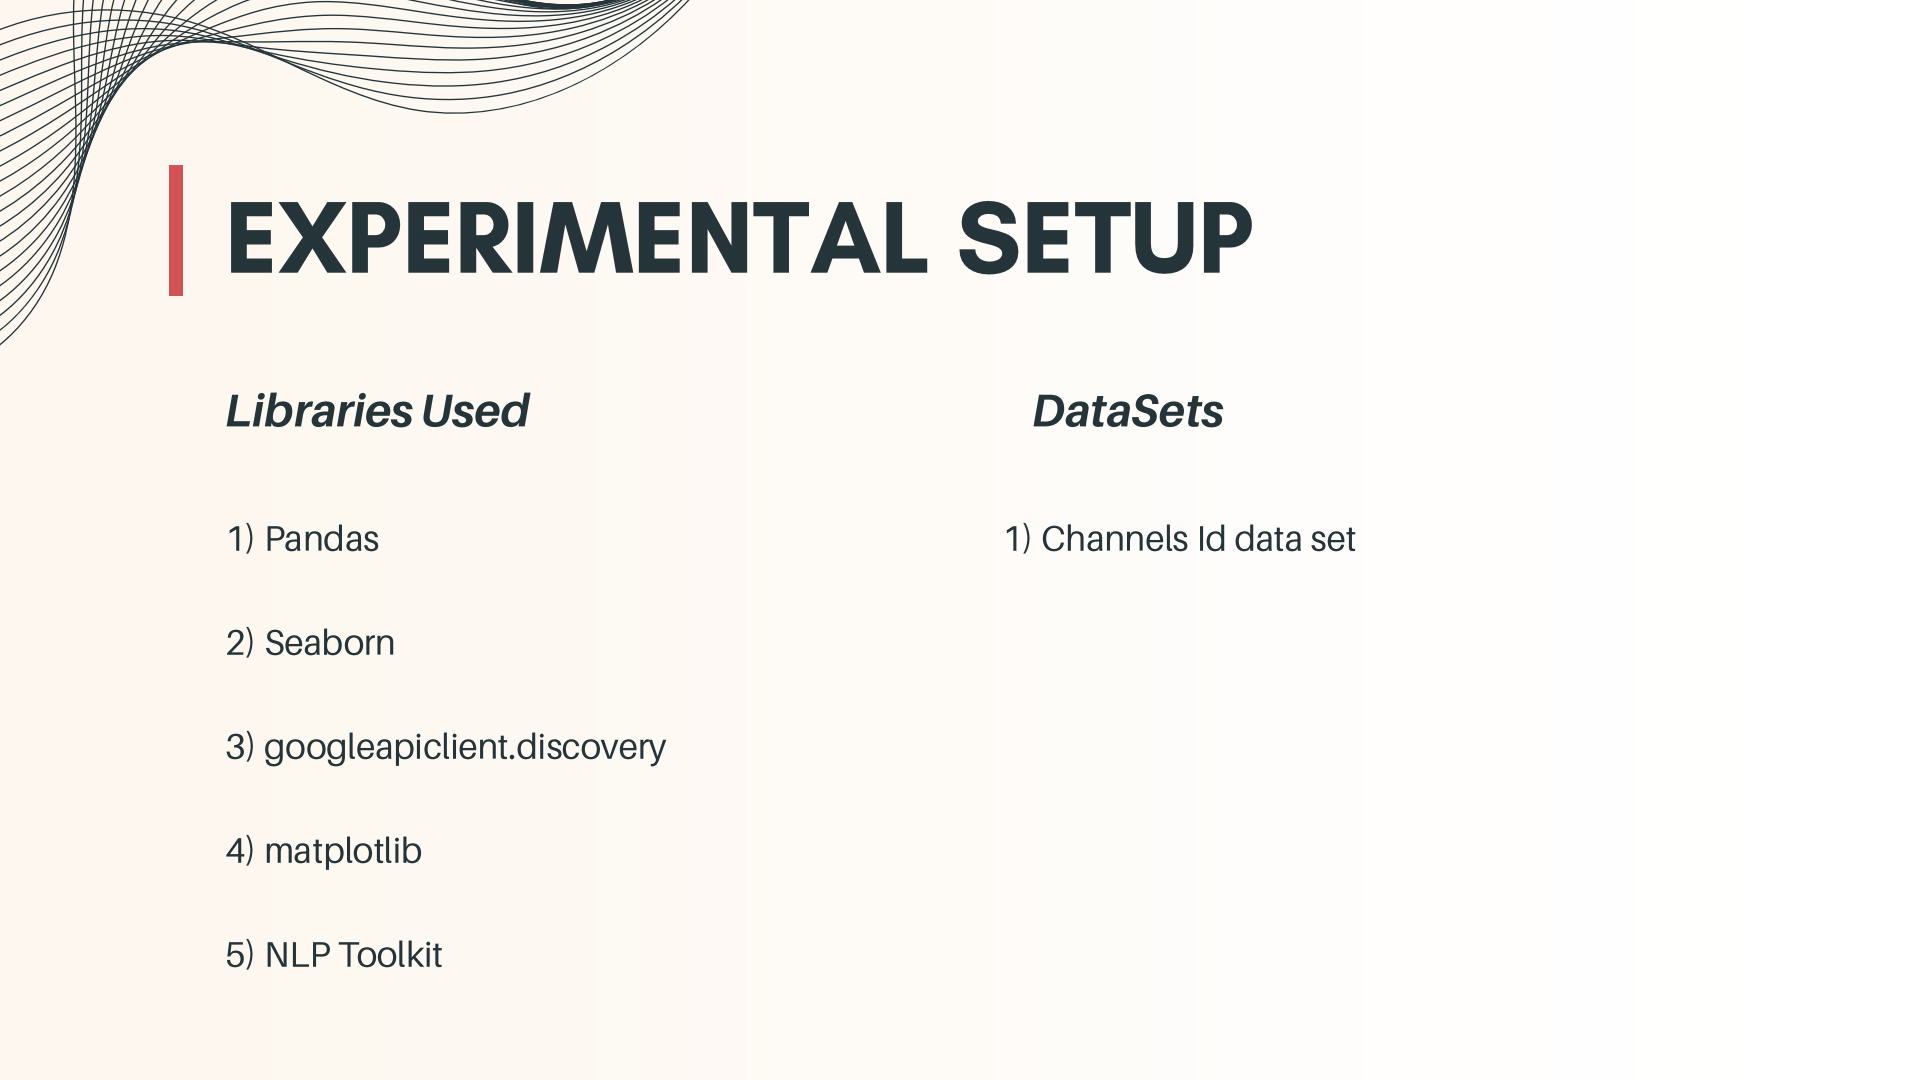 EXPERIMENTAL SETUP
Libraries Used
1) Pandas
2) Seaborn
3) googleapiclient.discovery
4) matplotlib
5) NLP Toolkit
DataSets
1) Channels Id data set